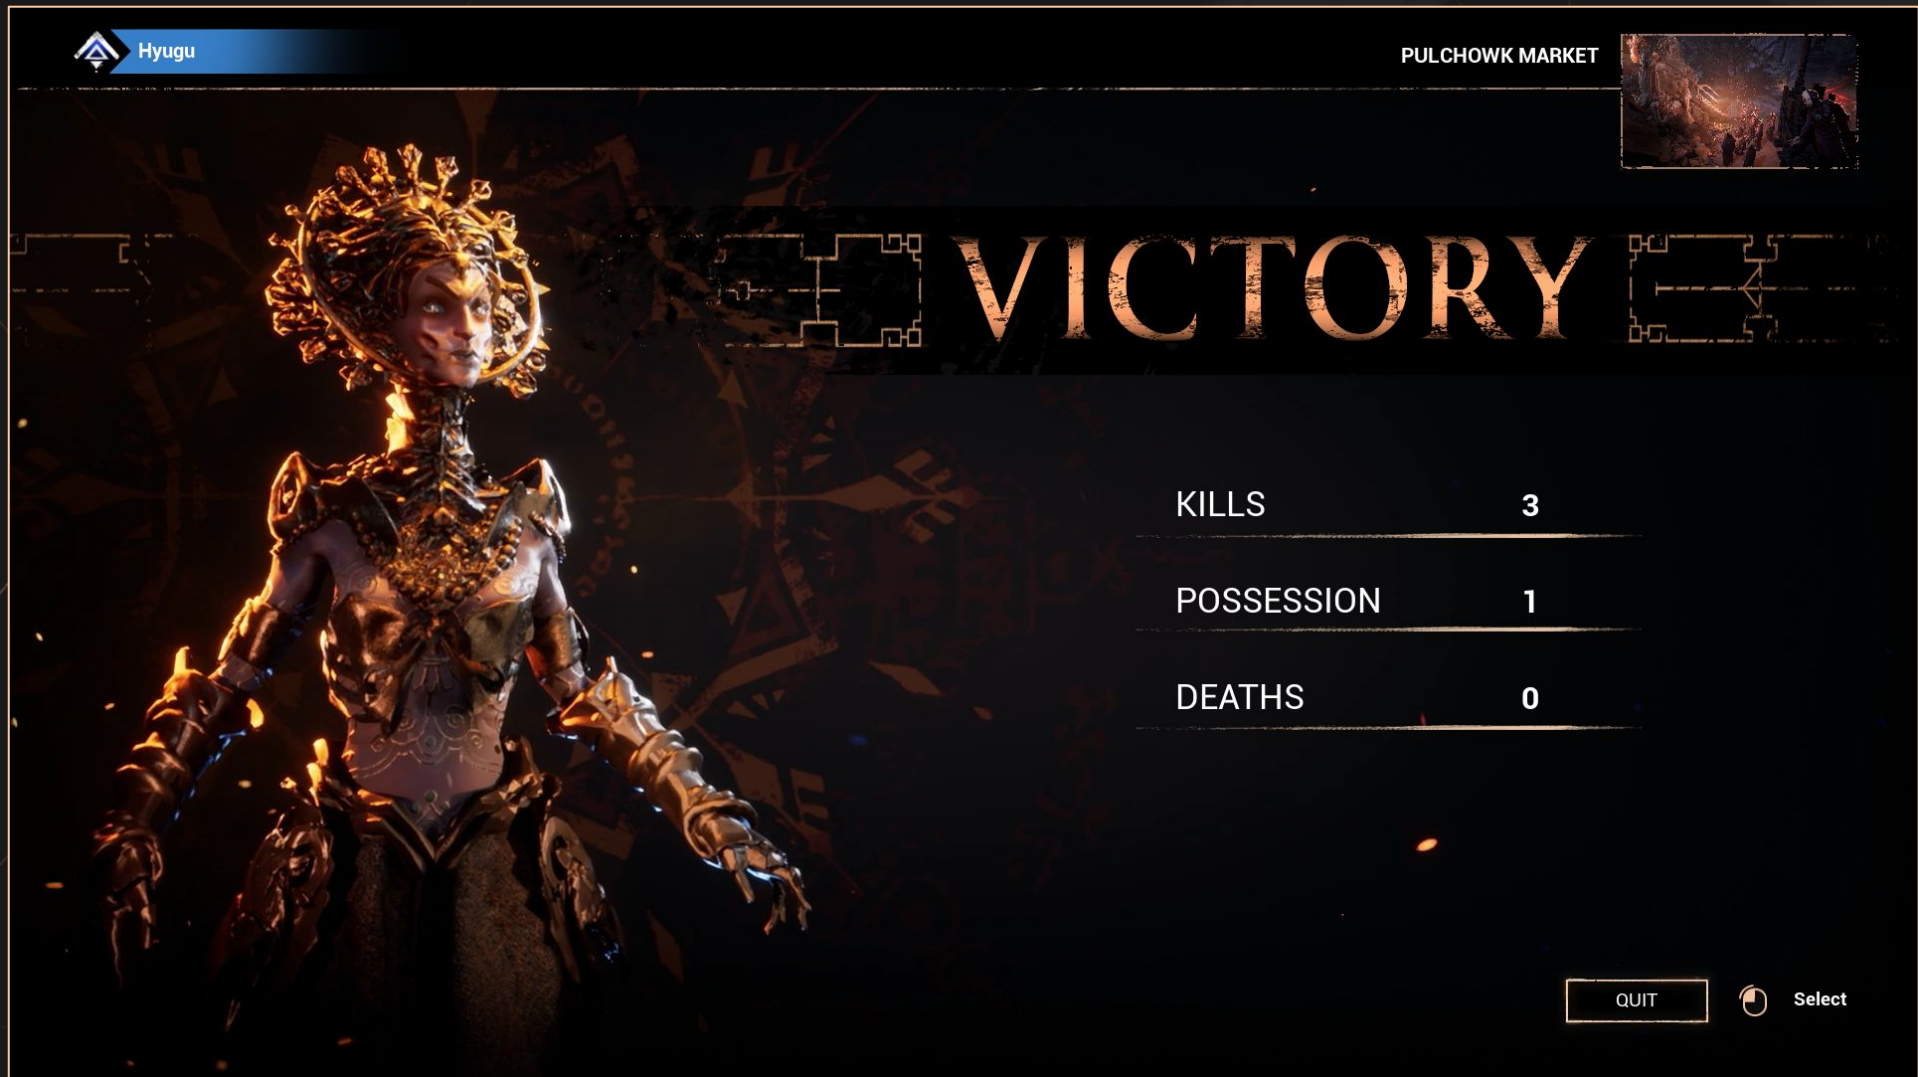 Hyugu
PULCHOWK MARKET
VICTORY
KILLS 3
POSSESSION 1
DEATHS 0
QUIT
Select